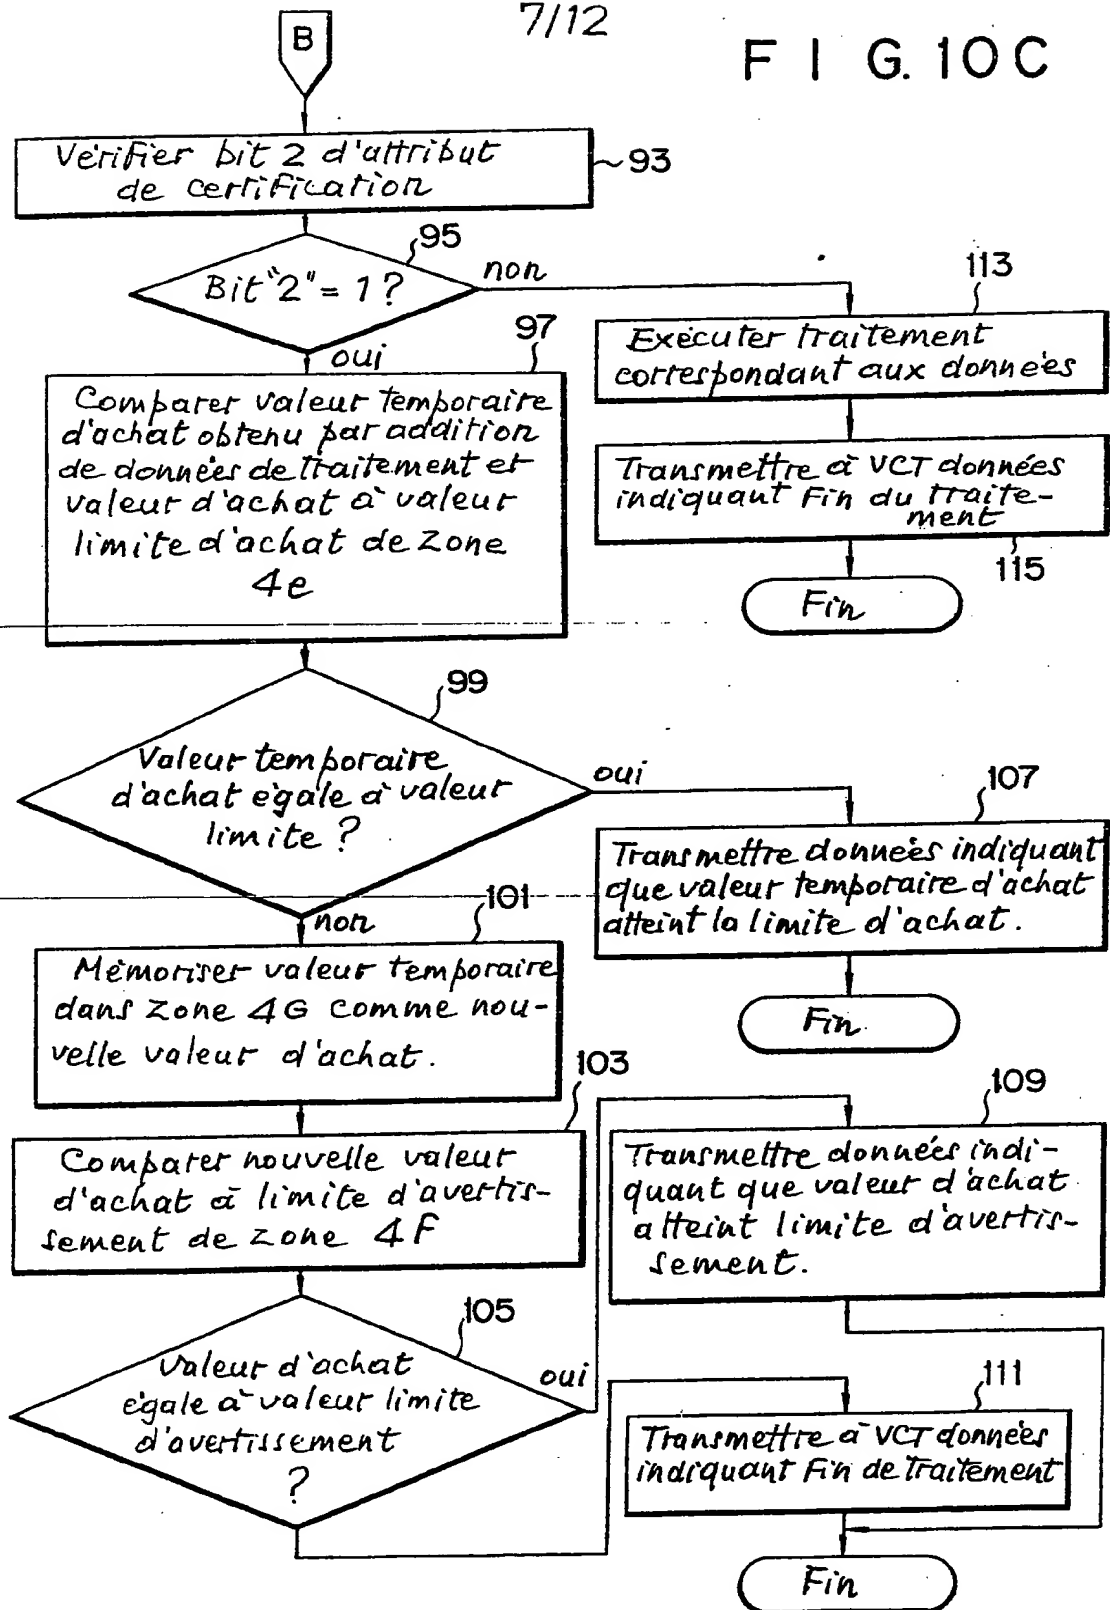 7/12
F I G. 10C
B
Vérifier bit 2 d'attribut
de certification
93
95
Bit "2" = 1 ?
non
oui
97
Comparer valeur temporaire
d'achat obtenu par addition
de données de traitement et
valeur d'achat à valeur
limite d'achat de zone
4e
113
Exécuter traitement
correspondant aux données
Transmettre à VCT données
indiquant Fin du traite-
ment
115
Fin
99
Valeur temporaire
d'achat égale à valeur
limite ?
oui
non
107
Transmettre données indiquant
que valeur temporaire d'achat
atteint la limite d'achat.
Fin
101
Mémoriser valeur temporaire
dans zone 4G comme nou-
velle valeur d'achat.
103
Comparer nouvelle valeur
d'achat à limite d'avertis-
sement de zone 4F
105
Valeur d'achat
égale à valeur limite
d'avertissement
?
oui
109
Transmettre données indi-
quant que valeur d'achat
atteint limite d'avertis-
sement.
111
Transmettre à VCT données
indiquant Fin de Traitement
Fin